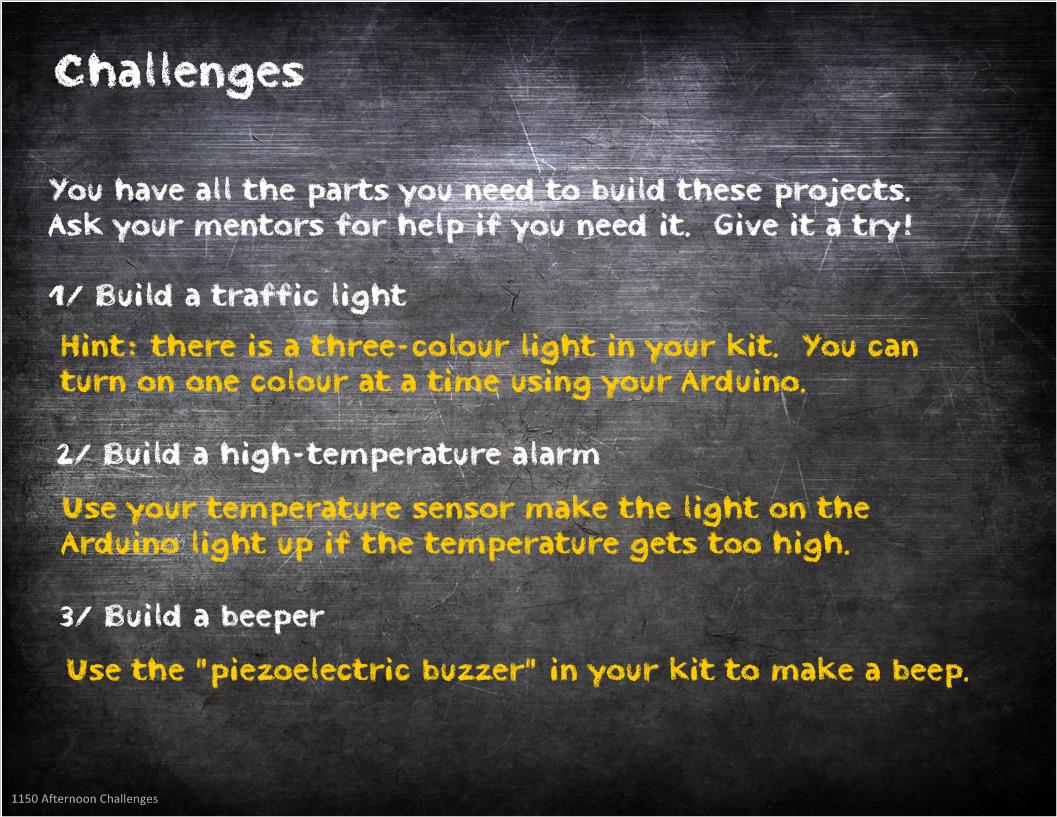 Challenges
You have all the parts you need to build these projects.
Ask your mentors for help if you need it.  Give it a try!
1/ Build a traffic light
Hint: there is a three-colour light in your kit.  You can
turn on one colour at a time using your Arduino.
2/ Build a high-temperature alarm
Use your temperature sensor make the light on the
Arduino light up if the temperature gets too high.
3/ Build a beeper
Use the "piezoelectric buzzer" in your kit to make a beep.
1150 Afternoon Challenges